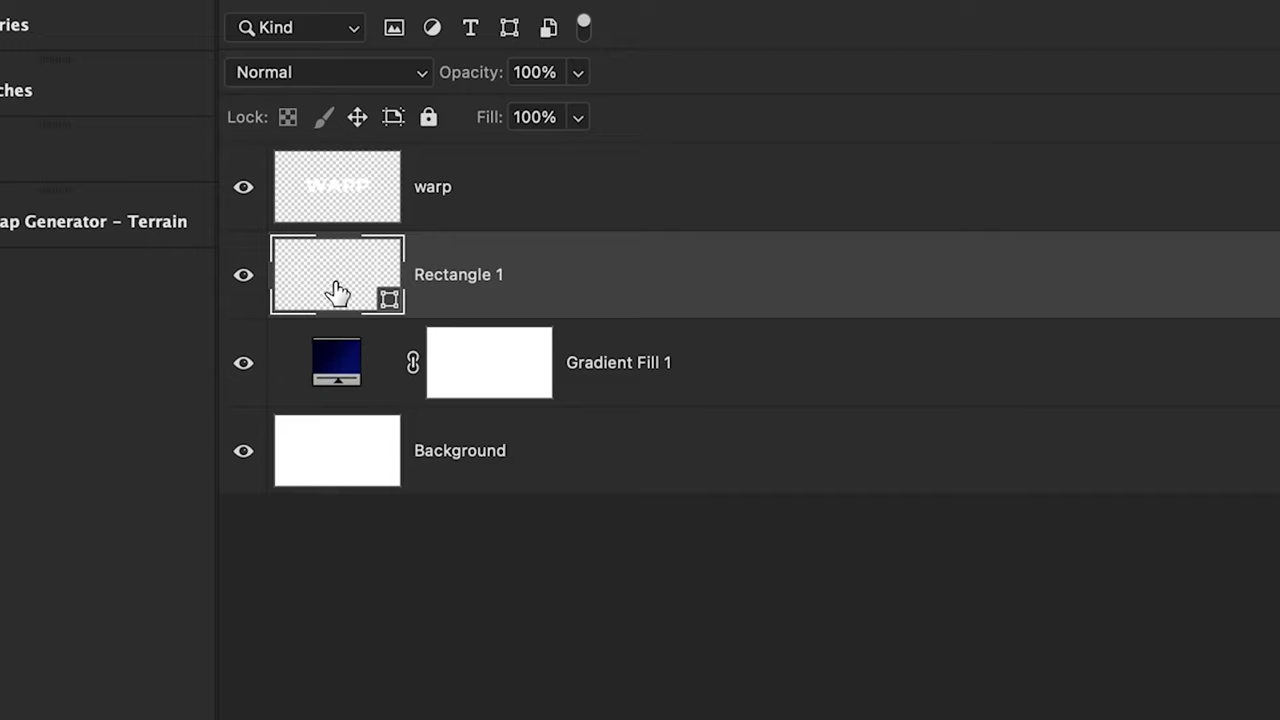 ries
Kind
Normal
Opacity: 100%
ches
Lock:
Fill: 100%
WARP
warp
ap Generator – Terrain
Rectangle 1
Gradient Fill 1
Background